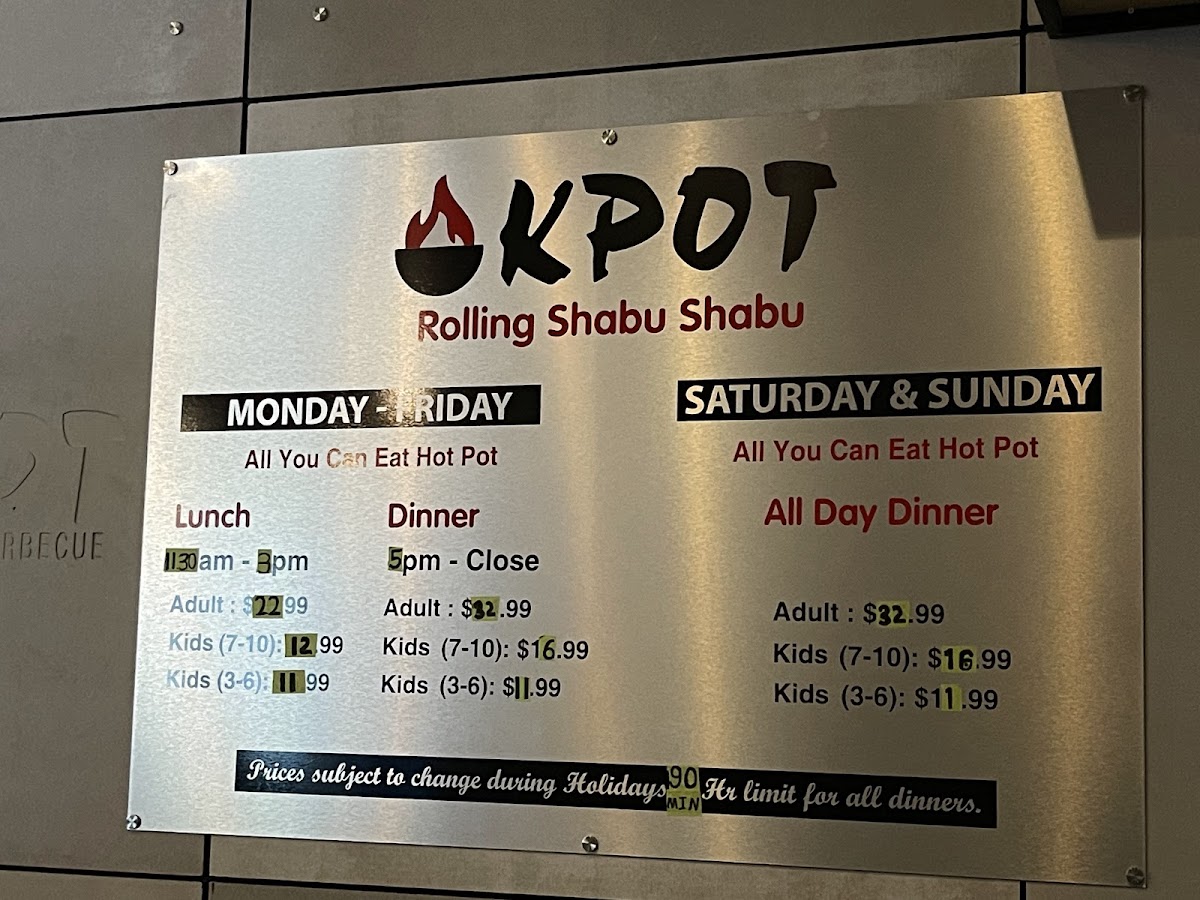 KPOT
Rolling Shabu Shabu
MONDAY - FRIDAY
All You Can Eat Hot Pot
Lunch
1130am - 3pm
Adult : $22.99
Kids (7-10): 12.99
Kids (3-6): 11.99
Dinner
5pm - Close
Adult : $32.99
Kids (7-10): $16.99
Kids (3-6): $11.99
SATURDAY & SUNDAY
All You Can Eat Hot Pot
All Day Dinner
Adult : $32.99
Kids (7-10): $16.99
Kids (3-6): $11.99
Prices subject to change during Holidays 90 MIN Hr limit for all dinners.